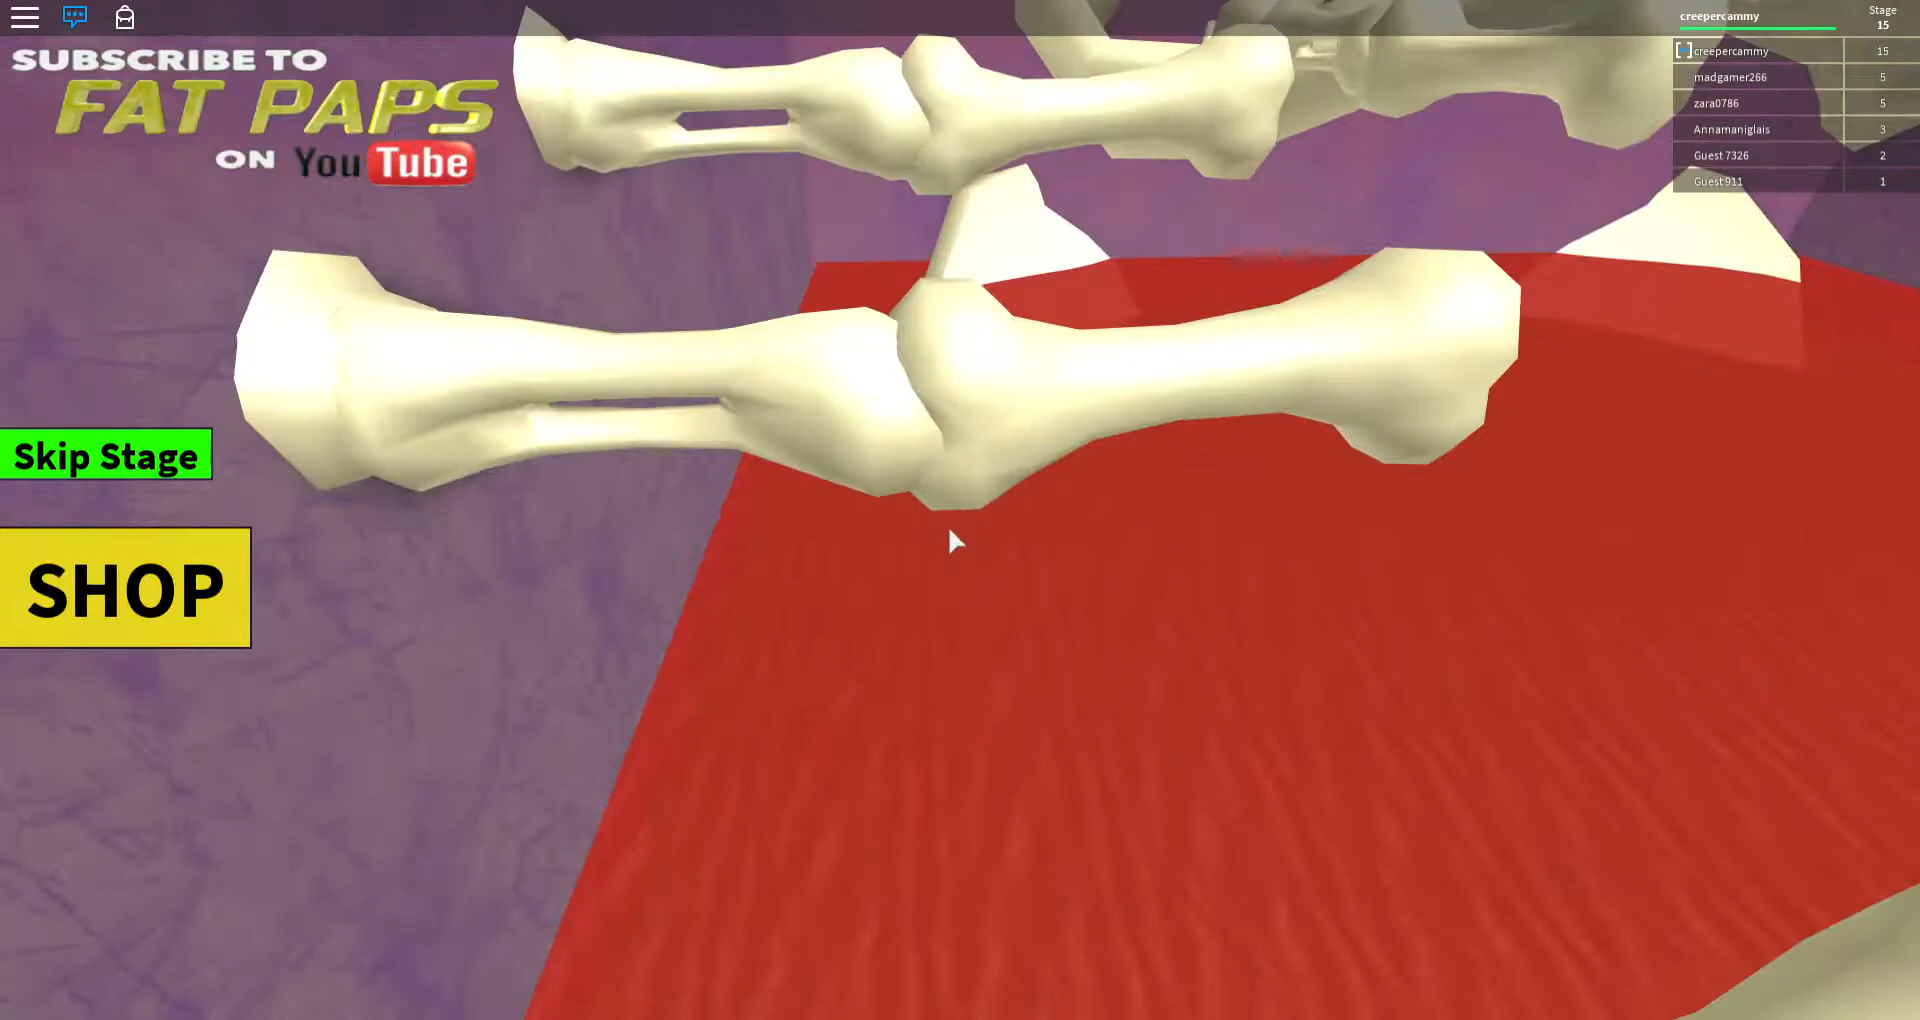 creepercammy
Stage
15
SUBSCRIBE TO
FAT PAPS
ON YouTube
creepercammy 15
madgamer266 5
zara0786 5
Annamaniglais 3
Guest 7326 2
Guest 911 1
Skip Stage
SHOP